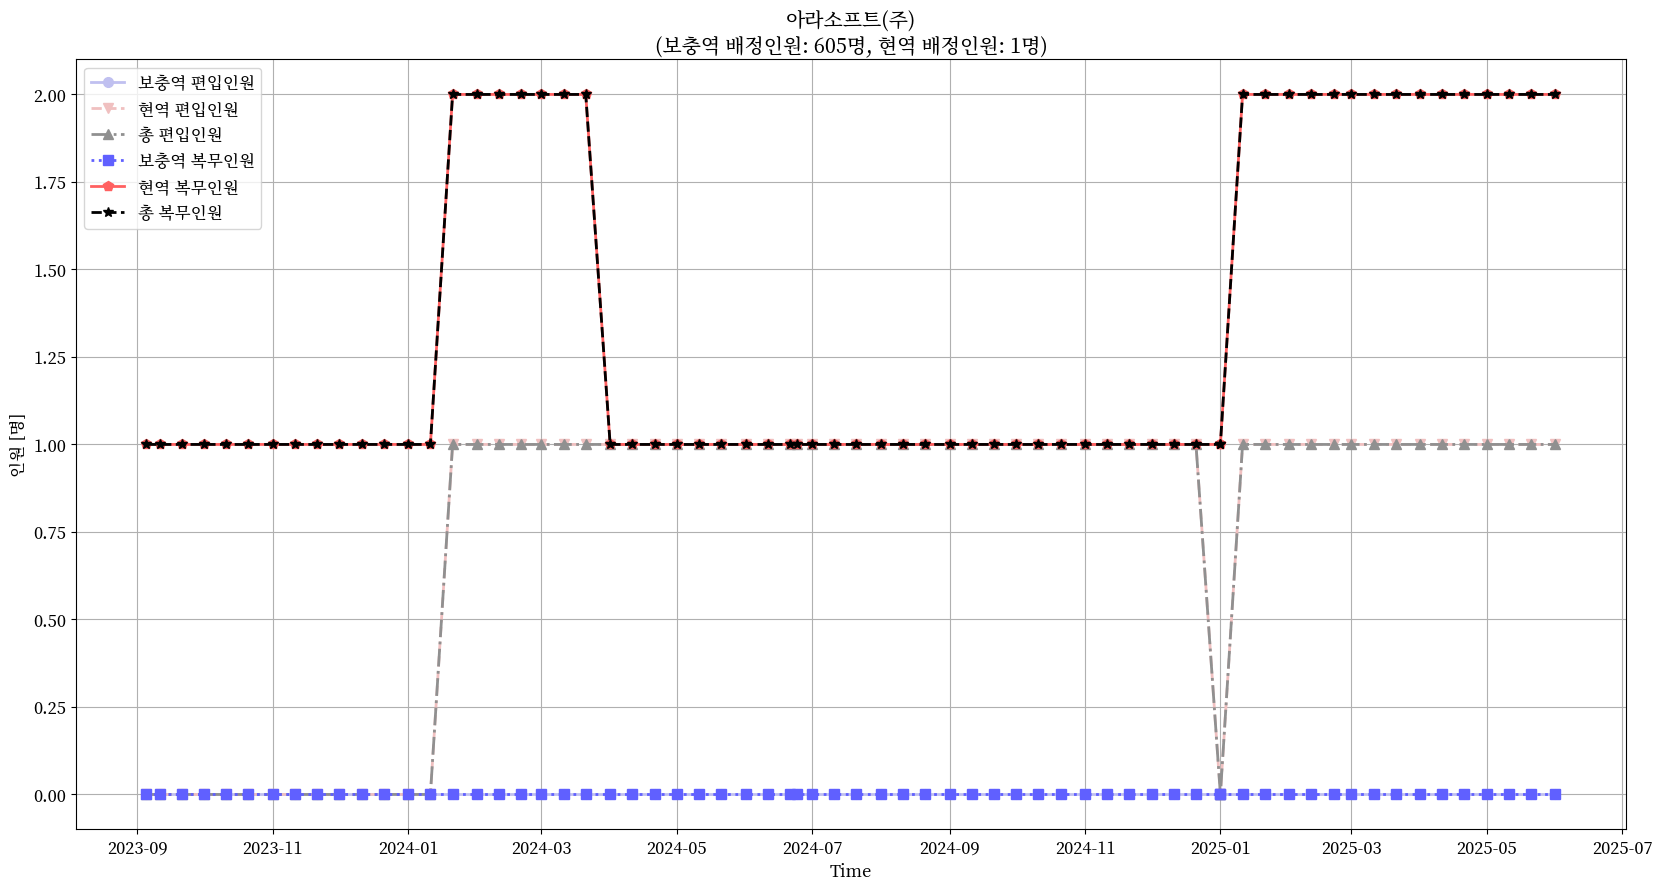 아라소프트(주)
(보충역 배정인원: 605명, 현역 배정인원: 1명)
보충역 편입인원
현역 편입인원
총 편입인원
보충역 복무인원
현역 복무인원
총 복무인원
2.00
1.75
1.50
1.25
1.00
0.75
0.50
0.25
0.00
인원 [명]
2023-09 2023-11 2024-01 2024-03 2024-05 2024-07 2024-09 2024-11 2025-01 2025-03 2025-05 2025-07
Time